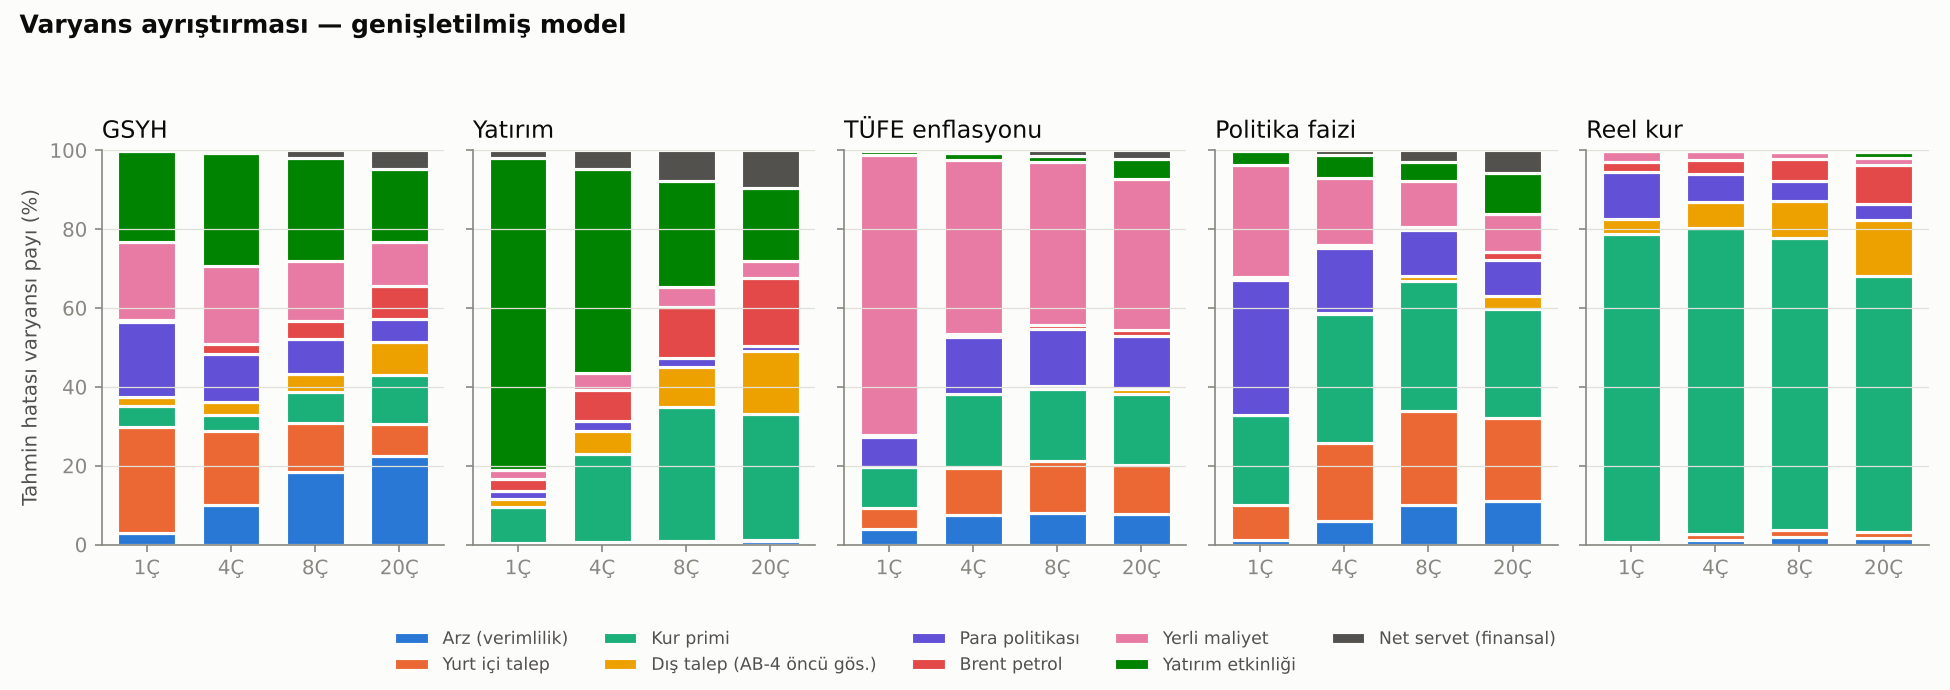 Varyans ayrıştırması — genişletilmiş model
GSYH
Yatırım
TÜFE enflasyonu
Politika faizi
Reel kur
Tahmin hatası varyansı payı (%)
100
80
60
40
20
0
1Ç 4Ç 8Ç 20Ç
1Ç 4Ç 8Ç 20Ç
1Ç 4Ç 8Ç 20Ç
1Ç 4Ç 8Ç 20Ç
1Ç 4Ç 8Ç 20Ç
Arz (verimlilik)
Yurt içi talep
Kur primi
Dış talep (AB-4 öncü gös.)
Para politikası
Brent petrol
Yerli maliyet
Yatırım etkinliği
Net servet (finansal)